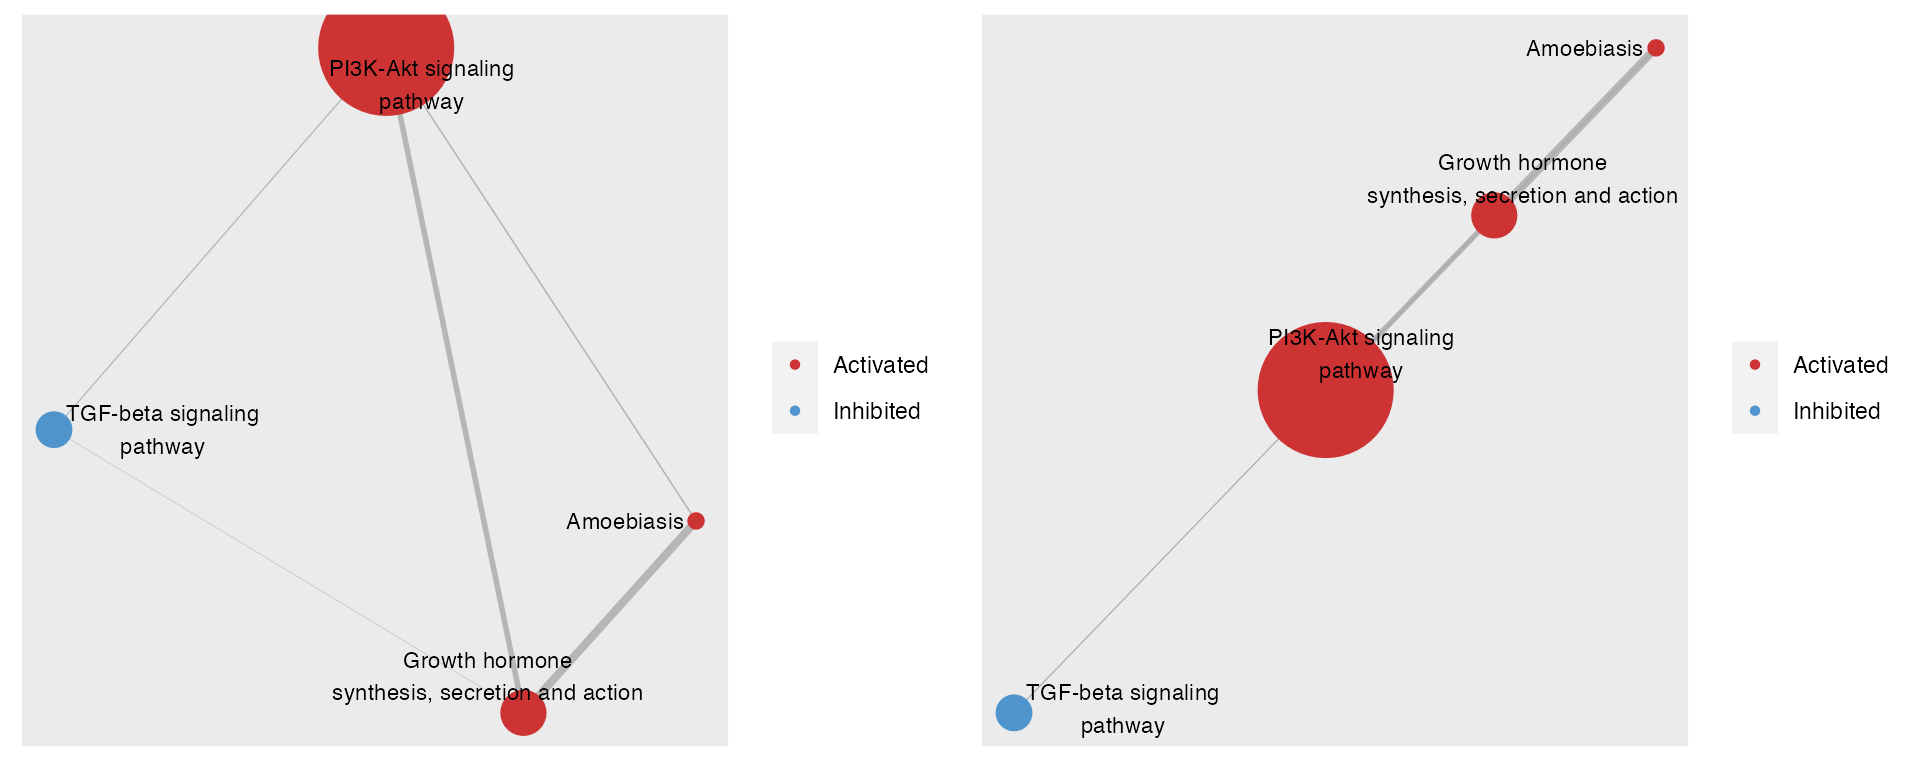 PI3K-Akt signaling
pathway
TGF-beta signaling
pathway
Amoebiasis
Growth hormone
synthesis, secretion and action
Activated
Inhibited
Amoebiasis
Growth hormone
synthesis, secretion and action
PI3K-Akt signaling
pathway
TGF-beta signaling
pathway
Activated
Inhibited